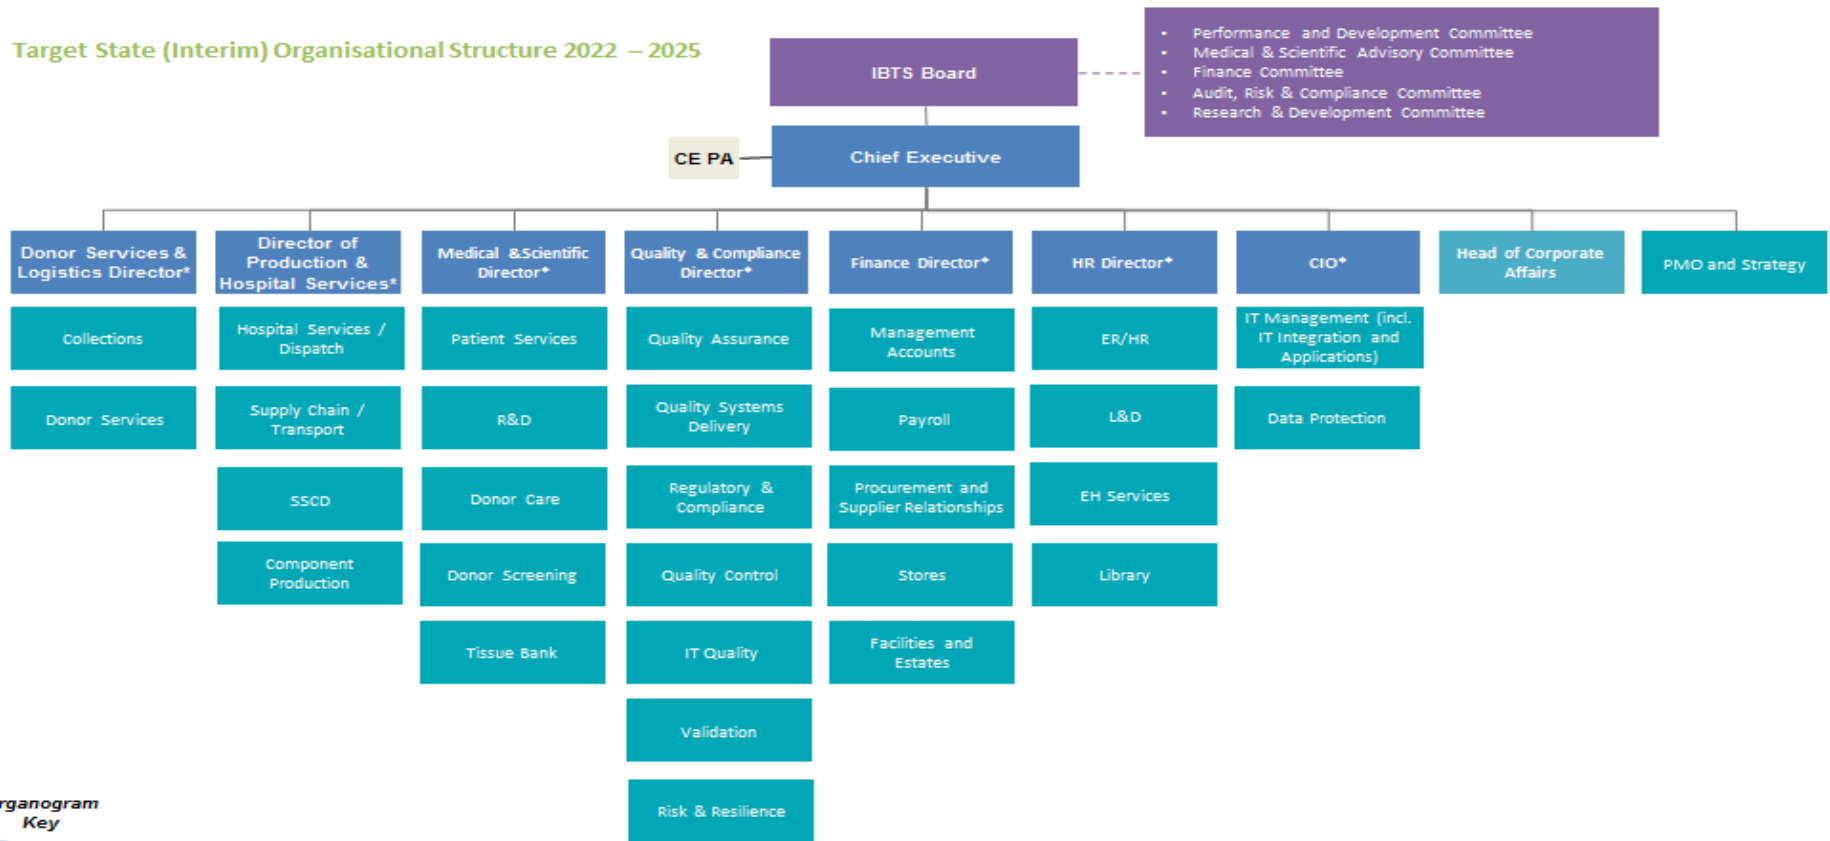 Target State (Interim) Organisational Structure 2022 – 2025
IBTS Board
• Performance and Development Committee
• Medical & Scientific Advisory Committee
• Finance Committee
• Audit, Risk & Compliance Committee
• Research & Development Committee
CE PA
Chief Executive
Donor Services &
Logistics Director*
Director of
Production &
Hospital Services*
Medical &Scientific
Director*
Quality & Compliance
Director*
Finance Director*
HR Director*
CIO*
Head of Corporate
Affairs
PMO and Strategy
Collections
Hospital Services /
Dispatch
Patient Services
Quality Assurance
Management
Accounts
ER/HR
IT Management (incl.
IT Integration and
Applications)
Donor Services
Supply Chain /
Transport
R&D
Quality Systems
Delivery
Payroll
L&D
Data Protection
SSCD
Donor Care
Regulatory &
Compliance
Procurement and
Supplier Relationships
EH Services
Component
Production
Donor Screening
Quality Control
Stores
Library
Tissue Bank
IT Quality
Facilities and
Estates
Validation
Risk & Resilience
rganogram
Key